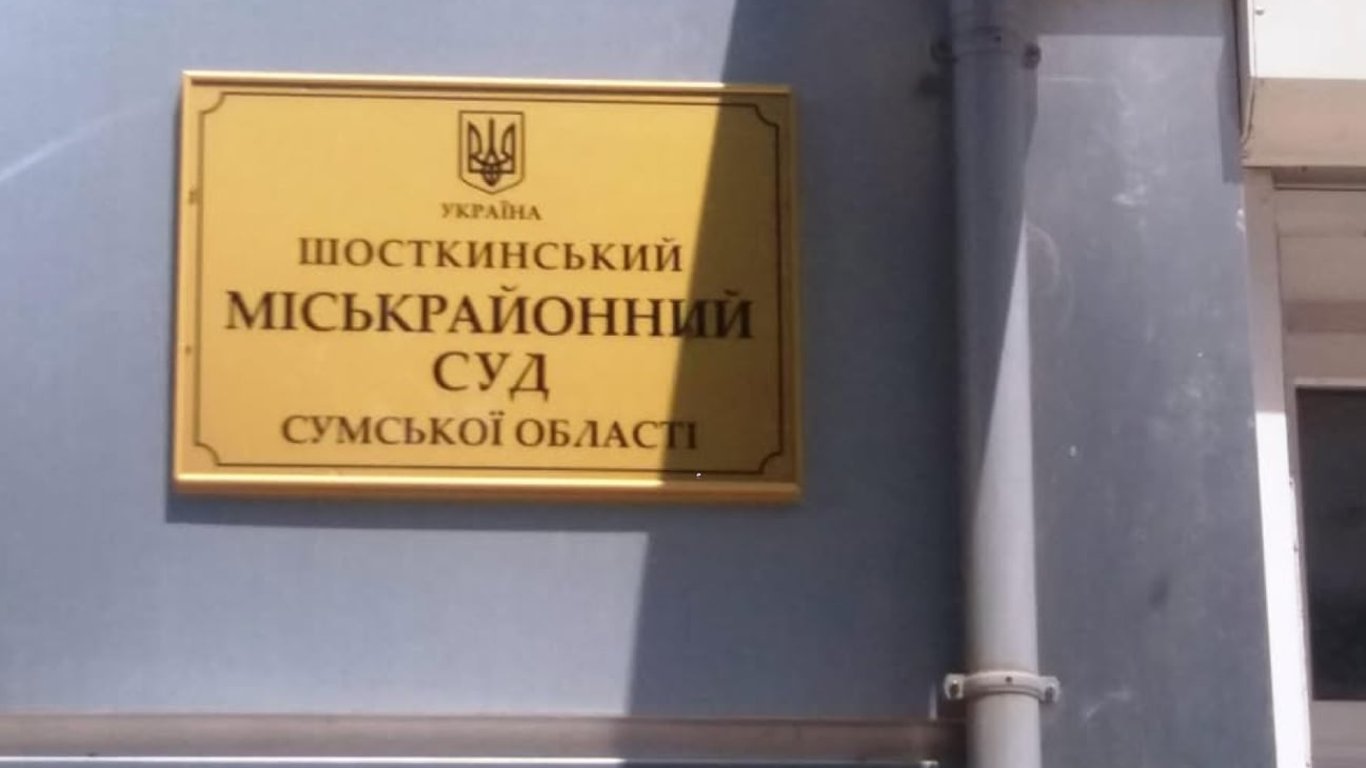 УКРАЇНА
ШОСТКИНСЬКИЙ
МІСЬКРАЙОННИЙ
СУД
СУМСЬКОЇ ОБЛАСТІ